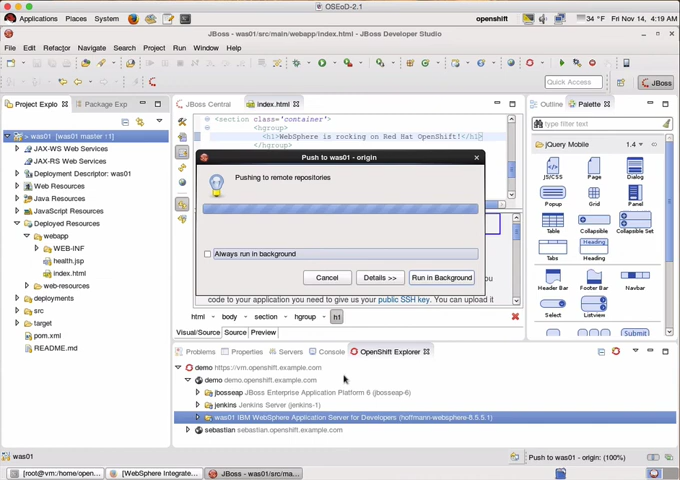 OSEoD-2.1
Applications Places System openshift 34 °F Fri Nov 14, 4:19 AM
JBoss - was01/src/main/webapp/index.html - JBoss Developer Studio
File Edit Refactor Navigate Search Project Run Window Help
Quick Access
JBoss
Project Explo Package Exp
JBoss Central index.html
Outline Palette
> was01 [was01 master ↑1]
JAX-WS Web Services
JAX-RS Web Services
Deployment Descriptor: was01
Web Resources
Java Resources
JavaScript Resources
Deployed Resources
webapp
WEB-INF
health.jsp
index.html
web-resources
deployments
src
target
pom.xml
README.md
<section class='container'>
<hgroup>
<h1>WebSphere is rocking on Red Hat OpenShift!</h1>
</hgroup>
Push to was01 - origin
Pushing to remote repositories
Always run in background
Cancel Details >> Run in Background
code to your application you need to give us your public SSH key. You can upload it
html body section hgroup h1
Visual/Source Source Preview
type filter text
jQuery Mobile 1.4
JS/CSS Page Dialog
Popup Grid Panel
Table Collapsible Collapsible Set
Heading
Tabs Heading
Header Bar Footer Bar Navbar
Select Listview
Submit
Problems Properties Servers Console OpenShift Explorer
demo https://vm.openshift.example.com
demo demo.openshift.example.com
jbosseap JBoss Enterprise Application Platform 6 (jbosseap-6)
jenkins Jenkins Server (jenkins-1)
was01 IBM WebSphere Application Server for Developers (hoffmann-websphere-8.5.5.1)
sebastian sebastian.openshift.example.com
was01
Push to was01 - origin: (100%)
[root@vm:/home/open... [WebSphere Integrate... JBoss - was01/src/ma...